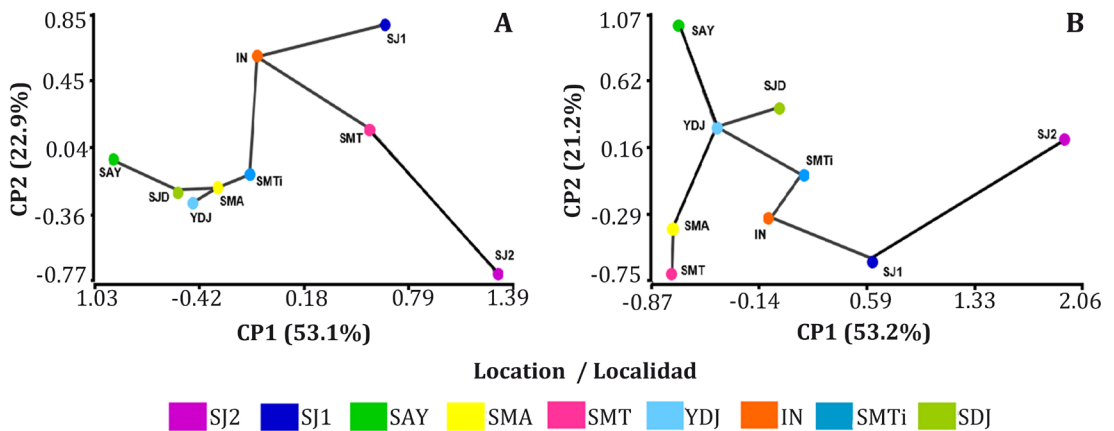 A
0.85
0.45
0.04
-0.36
-0.77
CP2 (22.9%)
SJ1
IN
SMT
SAY
SJD
YDJ
SMA
SMTi
SJ2
1.03
-0.42
0.18
0.79
1.39
CP1 (53.1%)
B
1.07
0.62
0.16
-0.29
-0.75
CP2 (21.2%)
SAY
SJD
YDJ
SJ2
SMTi
SMA
IN
SMT
SJ1
-0.87
-0.14
0.59
1.33
2.06
CP1 (53.2%)
Location / Localidad
SJ2 SJ1 SAY SMA SMT YDJ IN SMTi SDJ